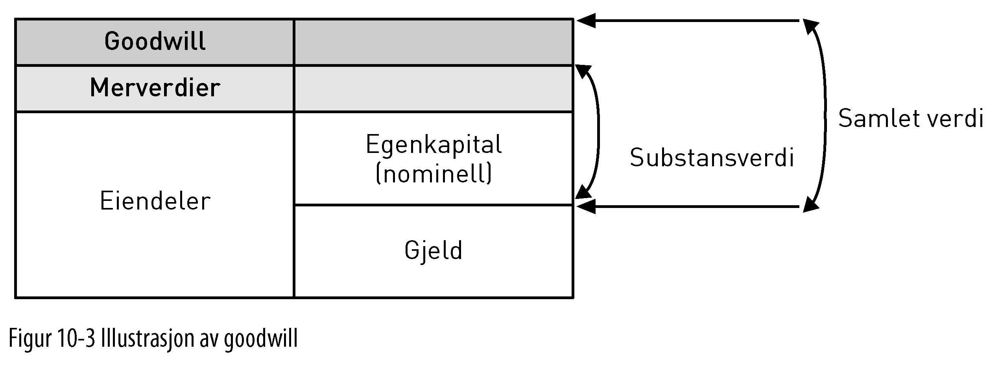 Goodwill
Merverdier
Egenkapital
(nominell)
Eiendeler
Gjeld
Substansverdi
Samlet verdi
Figur 10-3 Illustrasjon av goodwill